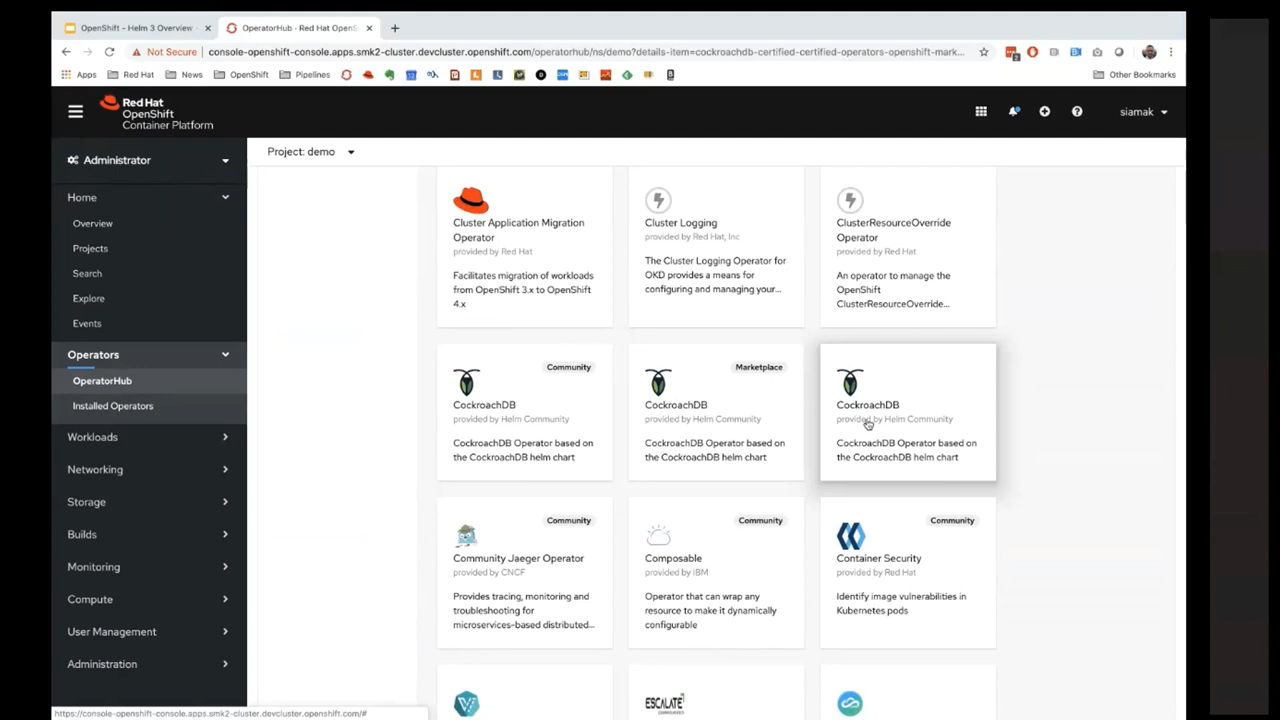 OpenShift - Helm 3 Overview
OperatorHub · Red Hat OpenS
Not Secure
console-openshift-console.apps.smk2-cluster.devcluster.openshift.com/operatorhub/ns/demo?details-item=cockroachdb-certified-certified-operators-openshift-mark...
Apps
Red Hat
News
OpenShift
Pipelines
Other Bookmarks
Red Hat
OpenShift
Container Platform
siamak
Administrator
Project: demo
Home
Overview
Projects
Search
Explore
Events
Operators
OperatorHub
Installed Operators
Workloads
Networking
Storage
Builds
Monitoring
Compute
User Management
Administration
Cluster Application Migration
Operator
provided by Red Hat
Facilitates migration of workloads
from OpenShift 3.x to OpenShift
4.x
Cluster Logging
provided by Red Hat, Inc
The Cluster Logging Operator for
OKD provides a means for
configuring and managing your...
ClusterResourceOverride
Operator
provided by Red Hat
An operator to manage the
OpenShift
ClusterResourceOverride...
Community
CockroachDB
provided by Helm Community
CockroachDB Operator based on
the CockroachDB helm chart
Marketplace
CockroachDB
provided by Helm Community
CockroachDB Operator based on
the CockroachDB helm chart
CockroachDB
provided by Helm Community
CockroachDB Operator based on
the CockroachDB helm chart
Community
Community Jaeger Operator
provided by CNCF
Provides tracing, monitoring and
troubleshooting for
microservices-based distributed...
Community
Composable
provided by IBM
Operator that can wrap any
resource to make it dynamically
configurable
Community
Container Security
provided by Red Hat
Identify image vulnerabilities in
Kubernetes pods
ESCALATE
https://console-openshift-console.apps.smk2-cluster.devcluster.openshift.com/#